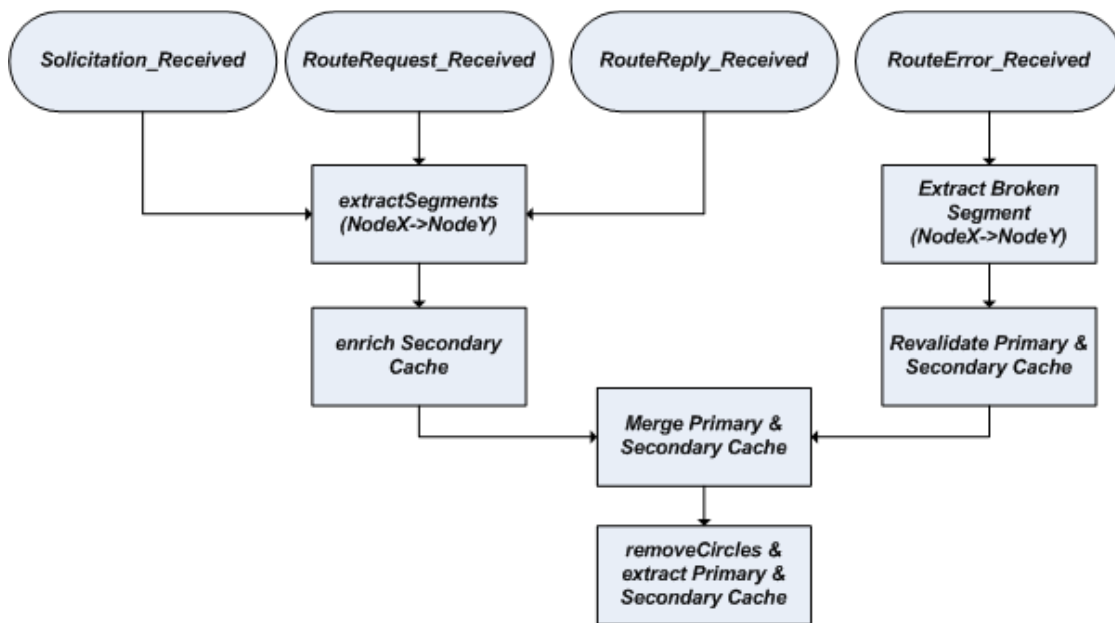 Solicitation_Received
RouteRequest_Received
RouteReply_Received
RouteError_Received
extractSegments
(NodeX->NodeY)
Extract Broken
Segment
(NodeX->NodeY)
enrich Secondary
Cache
Revalidate Primary &
Secondary Cache
Merge Primary &
Secondary Cache
removeCircles &
extract Primary &
Secondary Cache